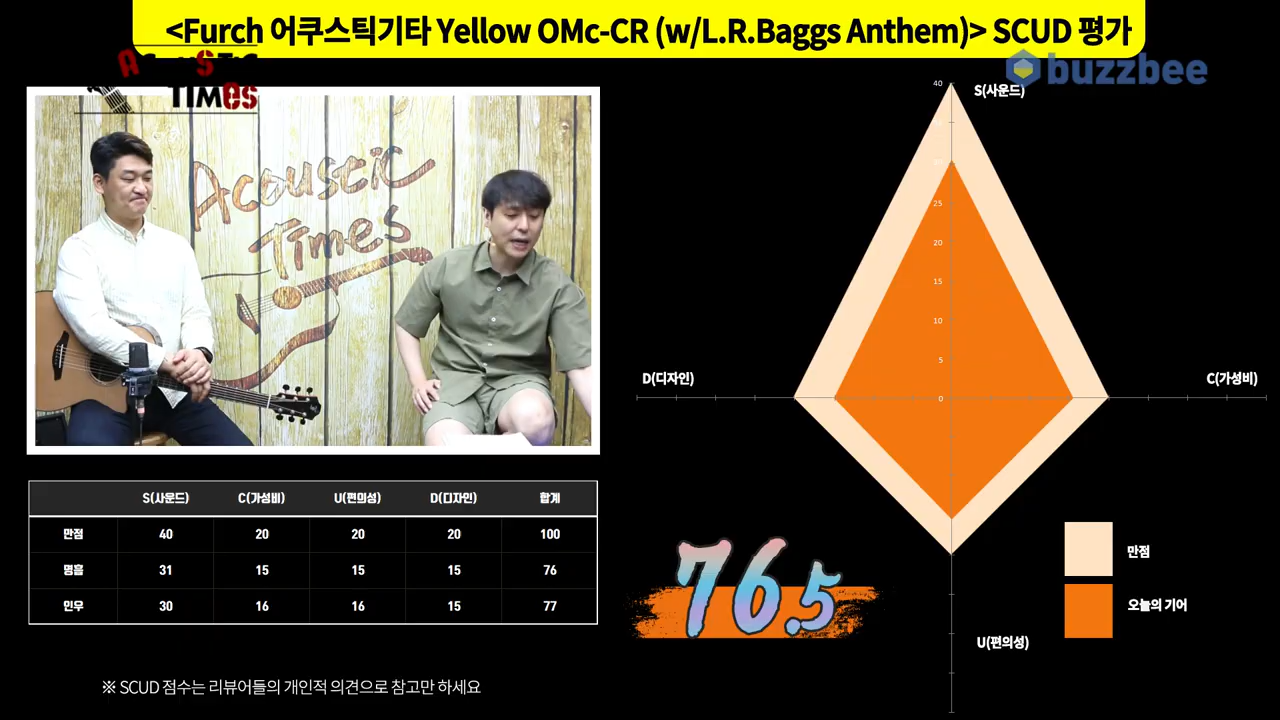 <Furch 어쿠스틱기타 Yellow OMc-CR (w/L.R.Baggs Anthem)> SCUD 평가
AcouSTic
TIMes
buzzbee
Acoustic
Times
S(사운드) C(가성비) U(편의성) D(디자인) 합계
만점 40 20 20 20 100
명흠 31 15 15 15 76
인우 30 16 16 15 77
※ SCUD 점수는 리뷰어들의 개인적 의견으로 참고만 하세요
76.5
S(사운드)
D(디자인)
C(가성비)
U(편의성)
40
25
20
15
10
5
0
만점
오늘의 기어